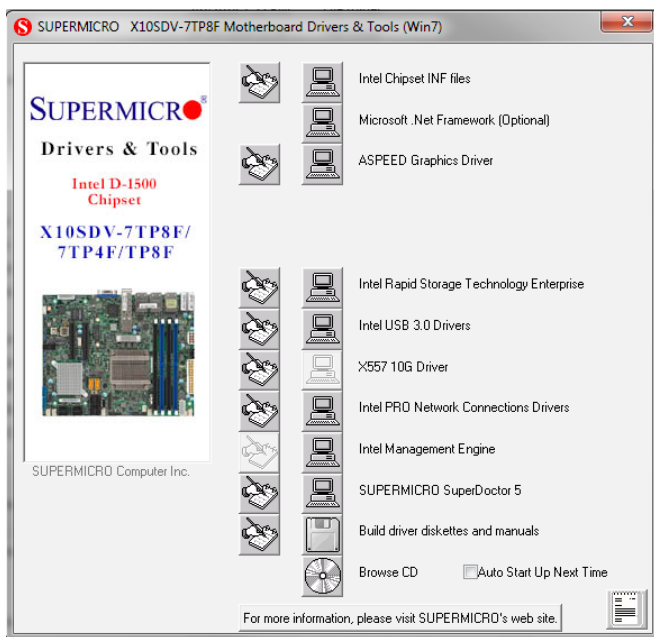 SUPERMICRO X10SDV-7TP8F Motherboard Drivers & Tools (Win7)
SUPERMICRO®
Drivers & Tools
Intel D-1500
Chipset
X10SDV-7TP8F/
7TP4F/TP8F
SUPERMICRO Computer Inc.
Intel Chipset INF files
Microsoft .Net Framework (Optional)
ASPEED Graphics Driver
Intel Rapid Storage Technology Enterprise
Intel USB 3.0 Drivers
X557 10G Driver
Intel PRO Network Connections Drivers
Intel Management Engine
SUPERMICRO SuperDoctor 5
Build driver diskettes and manuals
Browse CD Auto Start Up Next Time
For more information, please visit SUPERMICRO's web site.